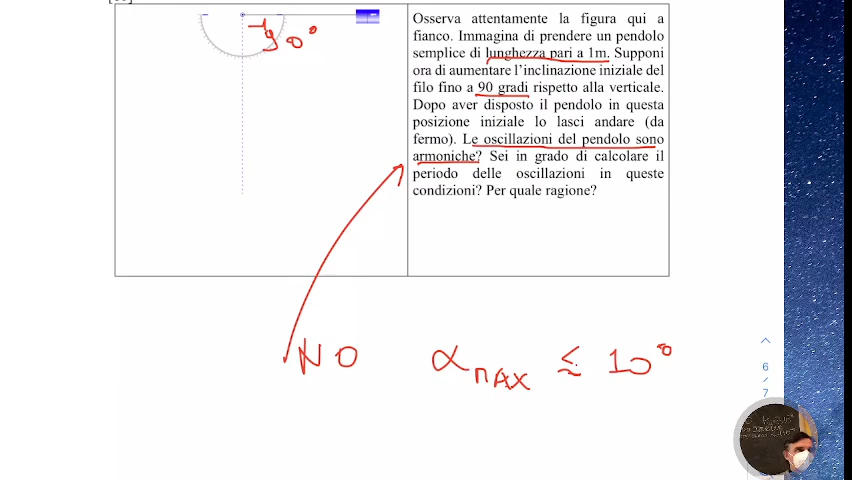 90°
Osserva attentamente la figura qui a
fianco. Immagina di prendere un pendolo
semplice di lunghezza pari a 1m. Supponi
ora di aumentare l'inclinazione iniziale del
filo fino a 90 gradi rispetto alla verticale.
Dopo aver disposto il pendolo in questa
posizione iniziale lo lasci andare (da
fermo). Le oscillazioni del pendolo sono
armoniche? Sei in grado di calcolare il
periodo delle oscillazioni in queste
condizioni? Per quale ragione?
NO α MAX ≲ 10°
6
7